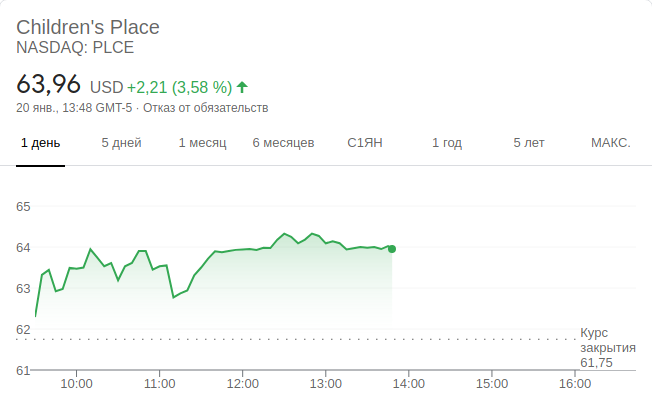 Children's Place
NASDAQ: PLCE
63,96 USD +2,21 (3,58 %)
20 янв., 13:48 GMT-5 · Отказ от обязательств
1 день 5 дней 1 месяц 6 месяцев С1ЯН 1 год 5 лет МАКС.
65
64
63
62
Курс
закрытия
61,75
61
10:00 11:00 12:00 13:00 14:00 15:00 16:00